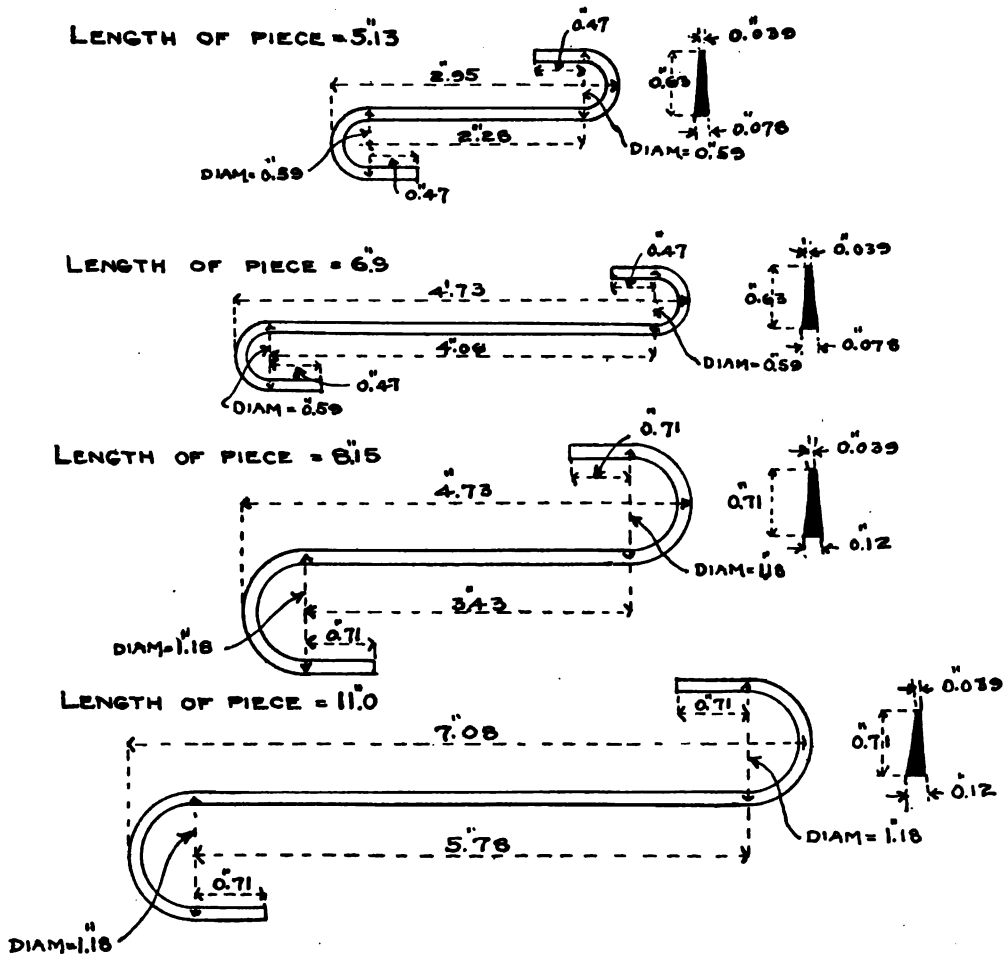 LENGTH OF PIECE = 5."13
0."47
0."039
2."95
0."63
2."28
0."078
DIAM = 0."59
DIAM = 0."59
0."47
LENGTH OF PIECE = 6."9
0."47
0."039
4."73
0."63
4."06
0."078
DIAM = 0."59
0."47
DIAM = 0."59
LENGTH OF PIECE = 8."15
0."71
0."039
4."73
0."71
0."12
DIAM = 1."18
3."43
0."71
DIAM = 1."18
LENGTH OF PIECE = 11."0
0."71
0."039
7."08
0."71
0."12
5."78
DIAM = 1."18
0."71
DIAM = 1."18